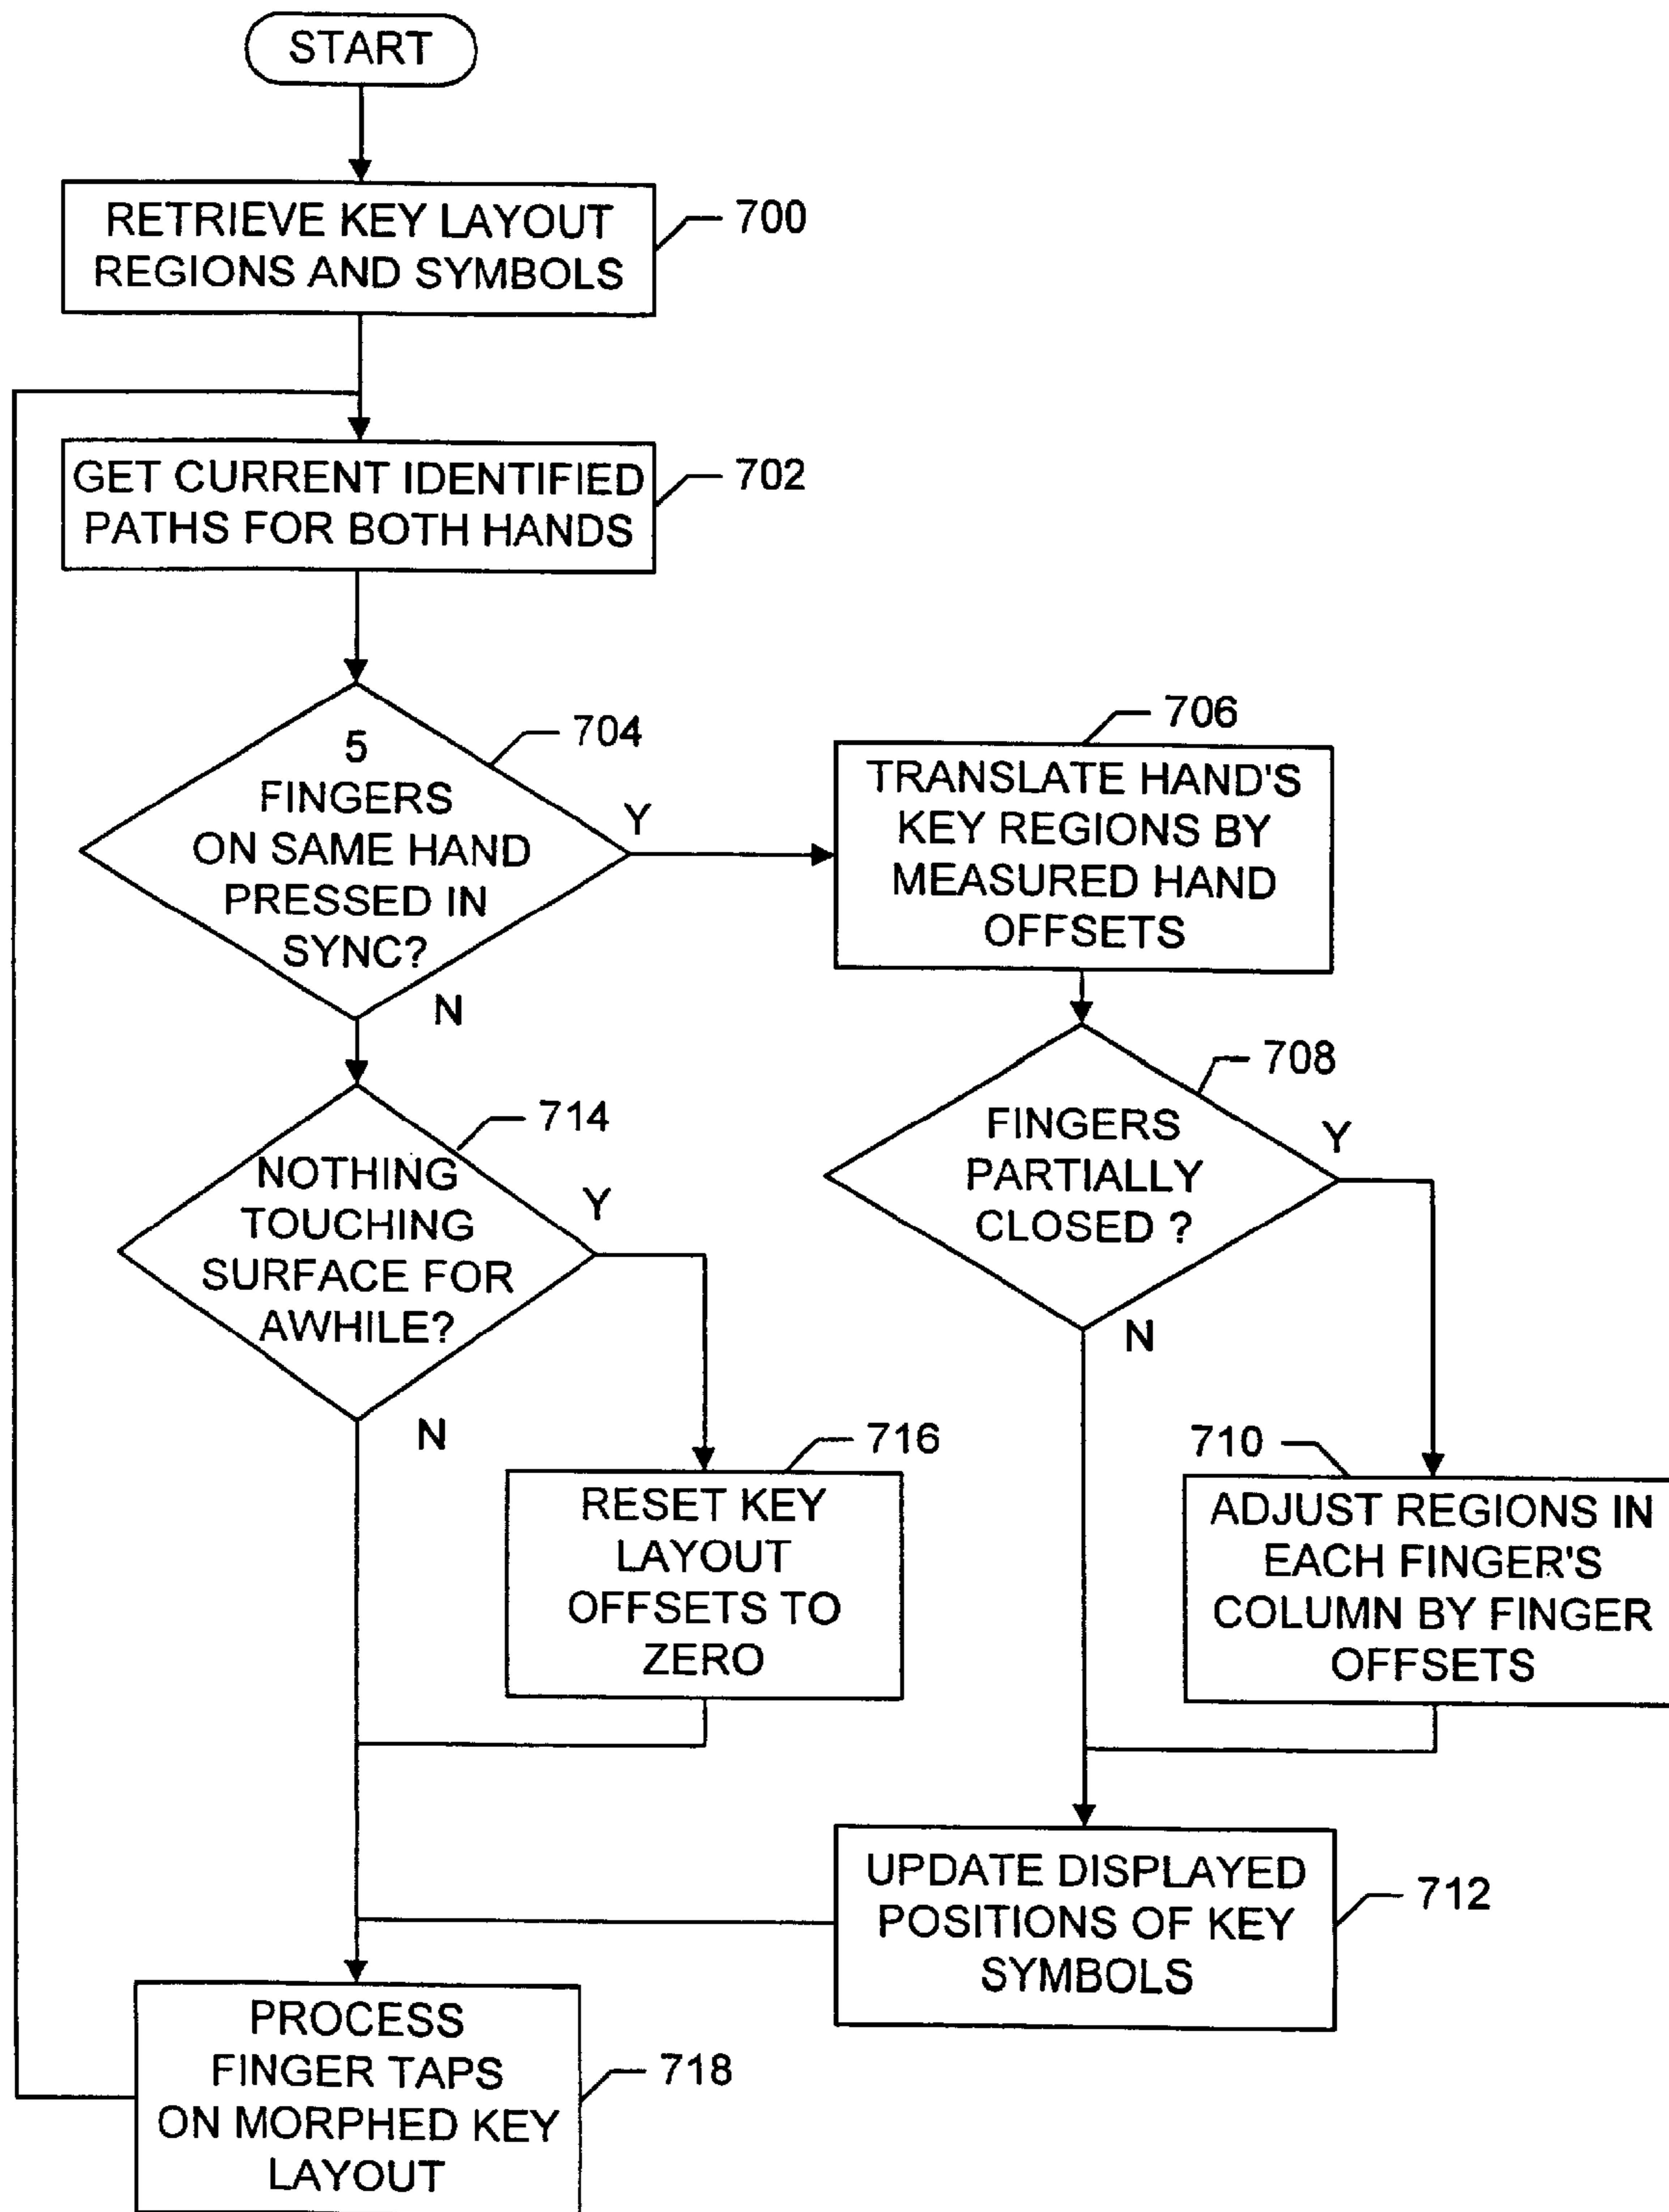 START
RETRIEVE KEY LAYOUT
REGIONS AND SYMBOLS
700
GET CURRENT IDENTIFIED
PATHS FOR BOTH HANDS
702
5
FINGERS
ON SAME HAND
PRESSED IN
SYNC?
704
Y
N
706
TRANSLATE HAND'S
KEY REGIONS BY
MEASURED HAND
OFFSETS
708
FINGERS
PARTIALLY
CLOSED ?
Y
N
714
NOTHING
TOUCHING
SURFACE FOR
AWHILE?
Y
N
716
RESET KEY
LAYOUT
OFFSETS TO
ZERO
710
ADJUST REGIONS IN
EACH FINGER'S
COLUMN BY FINGER
OFFSETS
UPDATE DISPLAYED
POSITIONS OF KEY
SYMBOLS
712
PROCESS
FINGER TAPS
ON MORPHED KEY
LAYOUT
718